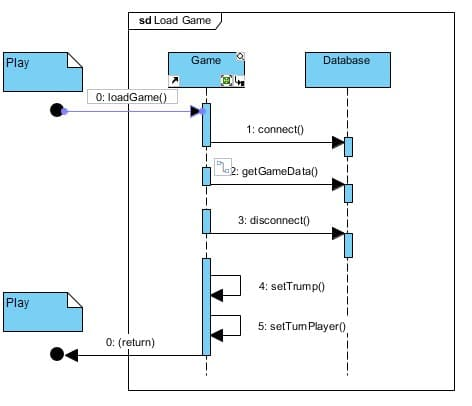 sd Load Game
Play
Game
Database
0: loadGame()
1: connect()
2: getGameData()
3: disconnect()
4: setTrump()
5: setTurnPlayer()
Play
0: (return)